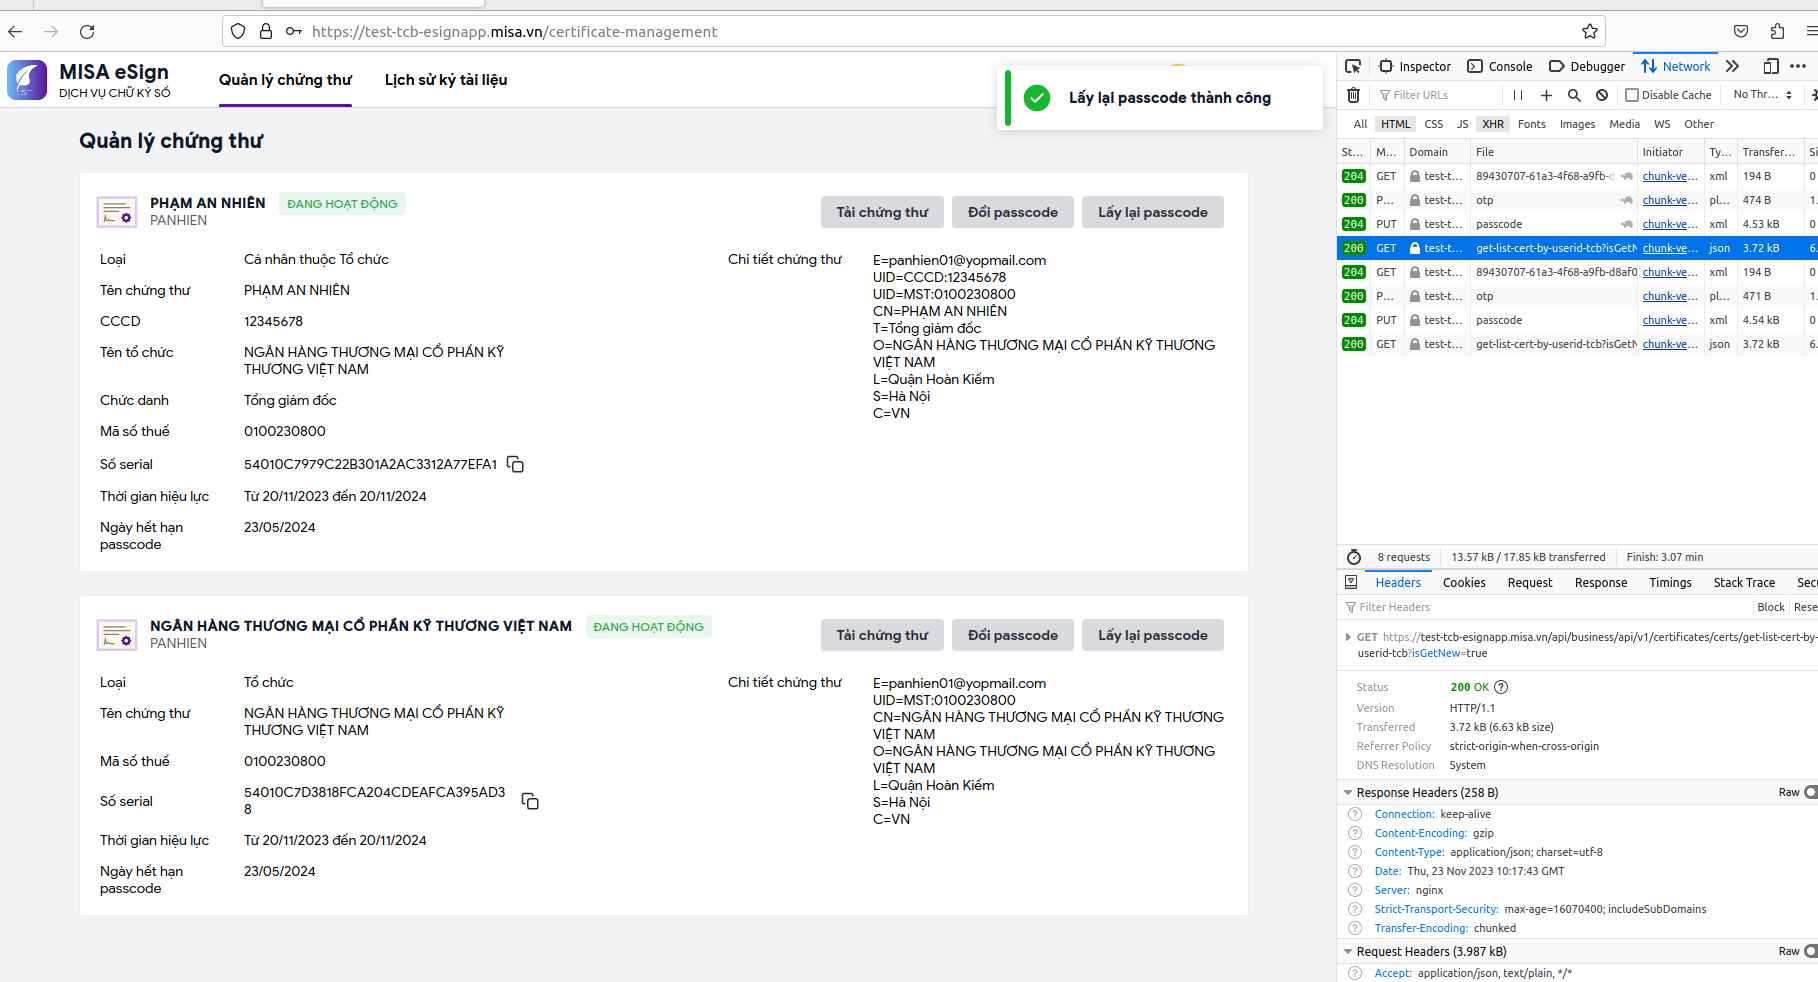 https://test-tcb-esignapp.misa.vn/certificate-management
MISA eSign
DỊCH VỤ CHỮ KÝ SỐ
Quản lý chứng thư
Lịch sử ký tài liệu
Lấy lại passcode thành công
Quản lý chứng thư
PHẠM AN NHIÊN
ĐANG HOẠT ĐỘNG
PANHIEN
Tải chứng thư
Đổi passcode
Lấy lại passcode
Loại
Cá nhân thuộc Tổ chức
Tên chứng thư
PHẠM AN NHIÊN
CCCD
12345678
Tên tổ chức
NGÂN HÀNG THƯƠNG MẠI CỔ PHẦN KỸ
THƯƠNG VIỆT NAM
Chức danh
Tổng giám đốc
Mã số thuế
0100230800
Số serial
54010C7979C22B301A2AC3312A77EFA1
Thời gian hiệu lực
Từ 20/11/2023 đến 20/11/2024
Ngày hết hạn
passcode
23/05/2024
Chi tiết chứng thư
E=panhien01@yopmail.com
UID=CCCD:12345678
UID=MST:0100230800
CN=PHẠM AN NHIÊN
T=Tổng giám đốc
O=NGÂN HÀNG THƯƠNG MẠI CỔ PHẦN KỸ THƯƠNG
VIỆT NAM
L=Quận Hoàn Kiếm
S=Hà Nội
C=VN
NGÂN HÀNG THƯƠNG MẠI CỔ PHẦN KỸ THƯƠNG VIỆT NAM
ĐANG HOẠT ĐỘNG
PANHIEN
Tải chứng thư
Đổi passcode
Lấy lại passcode
Loại
Tổ chức
Tên chứng thư
NGÂN HÀNG THƯƠNG MẠI CỔ PHẦN KỸ
THƯƠNG VIỆT NAM
Mã số thuế
0100230800
Số serial
54010C7D3818FCA204CDEAFCA395AD3
8
Thời gian hiệu lực
Từ 20/11/2023 đến 20/11/2024
Ngày hết hạn
passcode
23/05/2024
Chi tiết chứng thư
E=panhien01@yopmail.com
UID=MST:0100230800
CN=NGÂN HÀNG THƯƠNG MẠI CỔ PHẦN KỸ THƯƠNG
VIỆT NAM
O=NGÂN HÀNG THƯƠNG MẠI CỔ PHẦN KỸ THƯƠNG
VIỆT NAM
L=Quận Hoàn Kiếm
S=Hà Nội
C=VN
Inspector Console Debugger Network
Filter URLs Disable Cache No Thr...
All HTML CSS JS XHR Fonts Images Media WS Other
St... M... Domain File Initiator Ty... Transfer... Si
204 GET test-t... 89430707-61a3-4f68-a9fb-d chunk-ve... xml 194 B 0
200 P... test-t... otp chunk-ve... pl... 474 B 1.
204 PUT test-t... passcode chunk-ve... xml 4.53 kB 0
200 GET test-t... get-list-cert-by-userid-tcb?isGetN chunk-ve... json 3.72 kB 6.
204 GET test-t... 89430707-61a3-4f68-a9fb-d8af0 chunk-ve... xml 194 B 0
200 P... test-t... otp chunk-ve... pl... 471 B 1.
204 PUT test-t... passcode chunk-ve... xml 4.54 kB 0
200 GET test-t... get-list-cert-by-userid-tcb?isGetN chunk-ve... json 3.72 kB 6.
8 requests 13.57 kB / 17.85 kB transferred Finish: 3.07 min
Headers Cookies Request Response Timings Stack Trace Secu
Filter Headers Block Rese
GET https://test-tcb-esignapp.misa.vn/api/business/api/v1/certificates/certs/get-list-cert-by-
userid-tcb?isGetNew=true
Status 200 OK
Version HTTP/1.1
Transferred 3.72 kB (6.63 kB size)
Referrer Policy strict-origin-when-cross-origin
DNS Resolution System
Response Headers (258 B) Raw
Connection: keep-alive
Content-Encoding: gzip
Content-Type: application/json; charset=utf-8
Date: Thu, 23 Nov 2023 10:17:43 GMT
Server: nginx
Strict-Transport-Security: max-age=16070400; includeSubDomains
Transfer-Encoding: chunked
Request Headers (3.987 kB) Raw
Accept: application/json, text/plain, */*